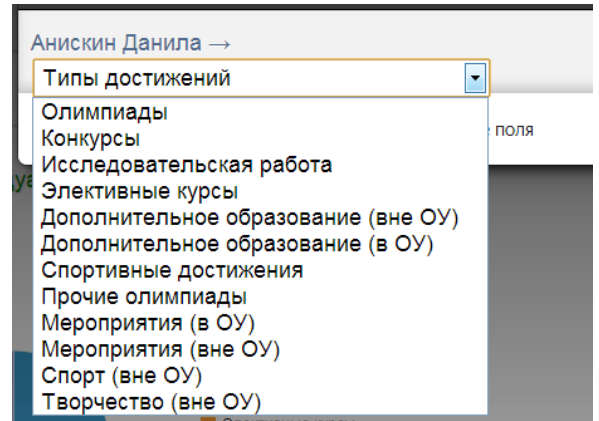 Анискин Данила →
Типы достижений
Олимпиады
Конкурсы
поля
Исследовательская работа
Элективные курсы
Дополнительное образование (вне ОУ)
Дополнительное образование (в ОУ)
Спортивные достижения
Прочие олимпиады
Мероприятия (в ОУ)
Мероприятия (вне ОУ)
Спорт (вне ОУ)
Творчество (вне ОУ)